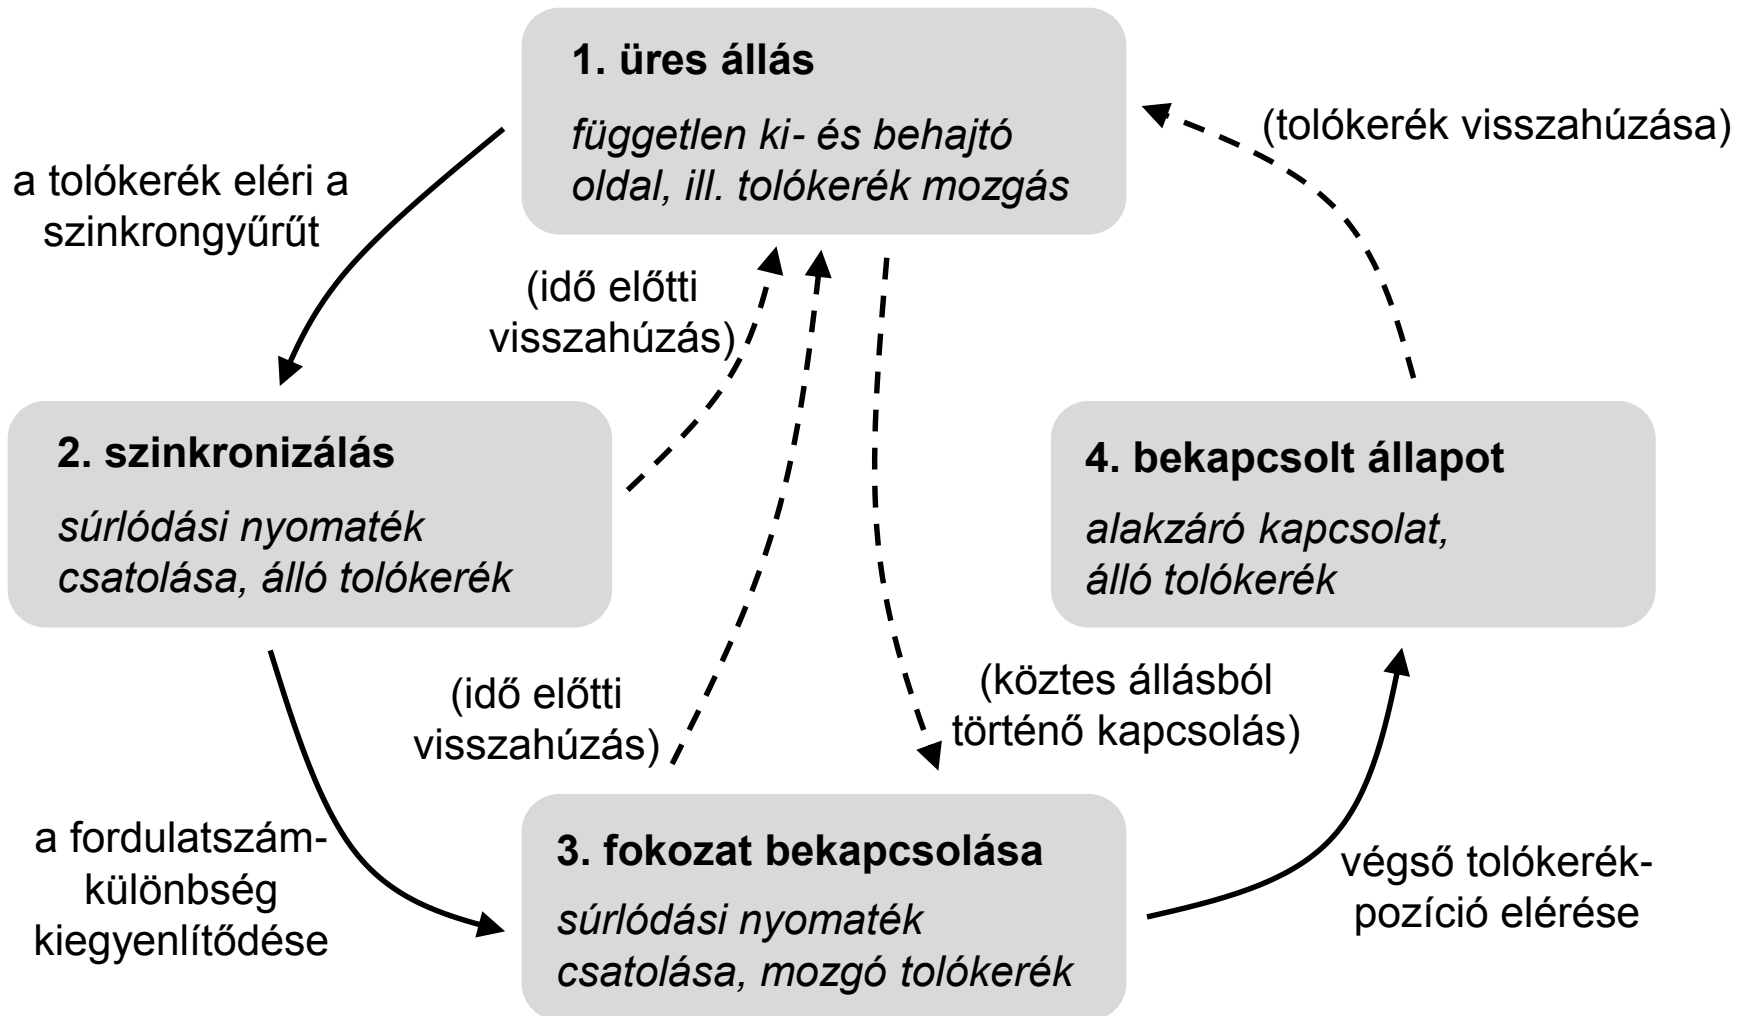 1. üres állás
független ki- és behajtó
oldal, ill. tolókerék mozgás
(tolókerék visszahúzása)
a tolókerék eléri a
szinkrongyűrűt
(idő előtti
visszahúzás)
2. szinkronizálás
súrlódási nyomaték
csatolása, álló tolókerék
4. bekapcsolt állapot
alakzáró kapcsolat,
álló tolókerék
(idő előtti
visszahúzás)
(köztes állásból
történő kapcsolás)
a fordulatszám-
különbség
kiegyenlítődése
3. fokozat bekapcsolása
súrlódási nyomaték
csatolása, mozgó tolókerék
végső tolókerék-
pozíció elérése